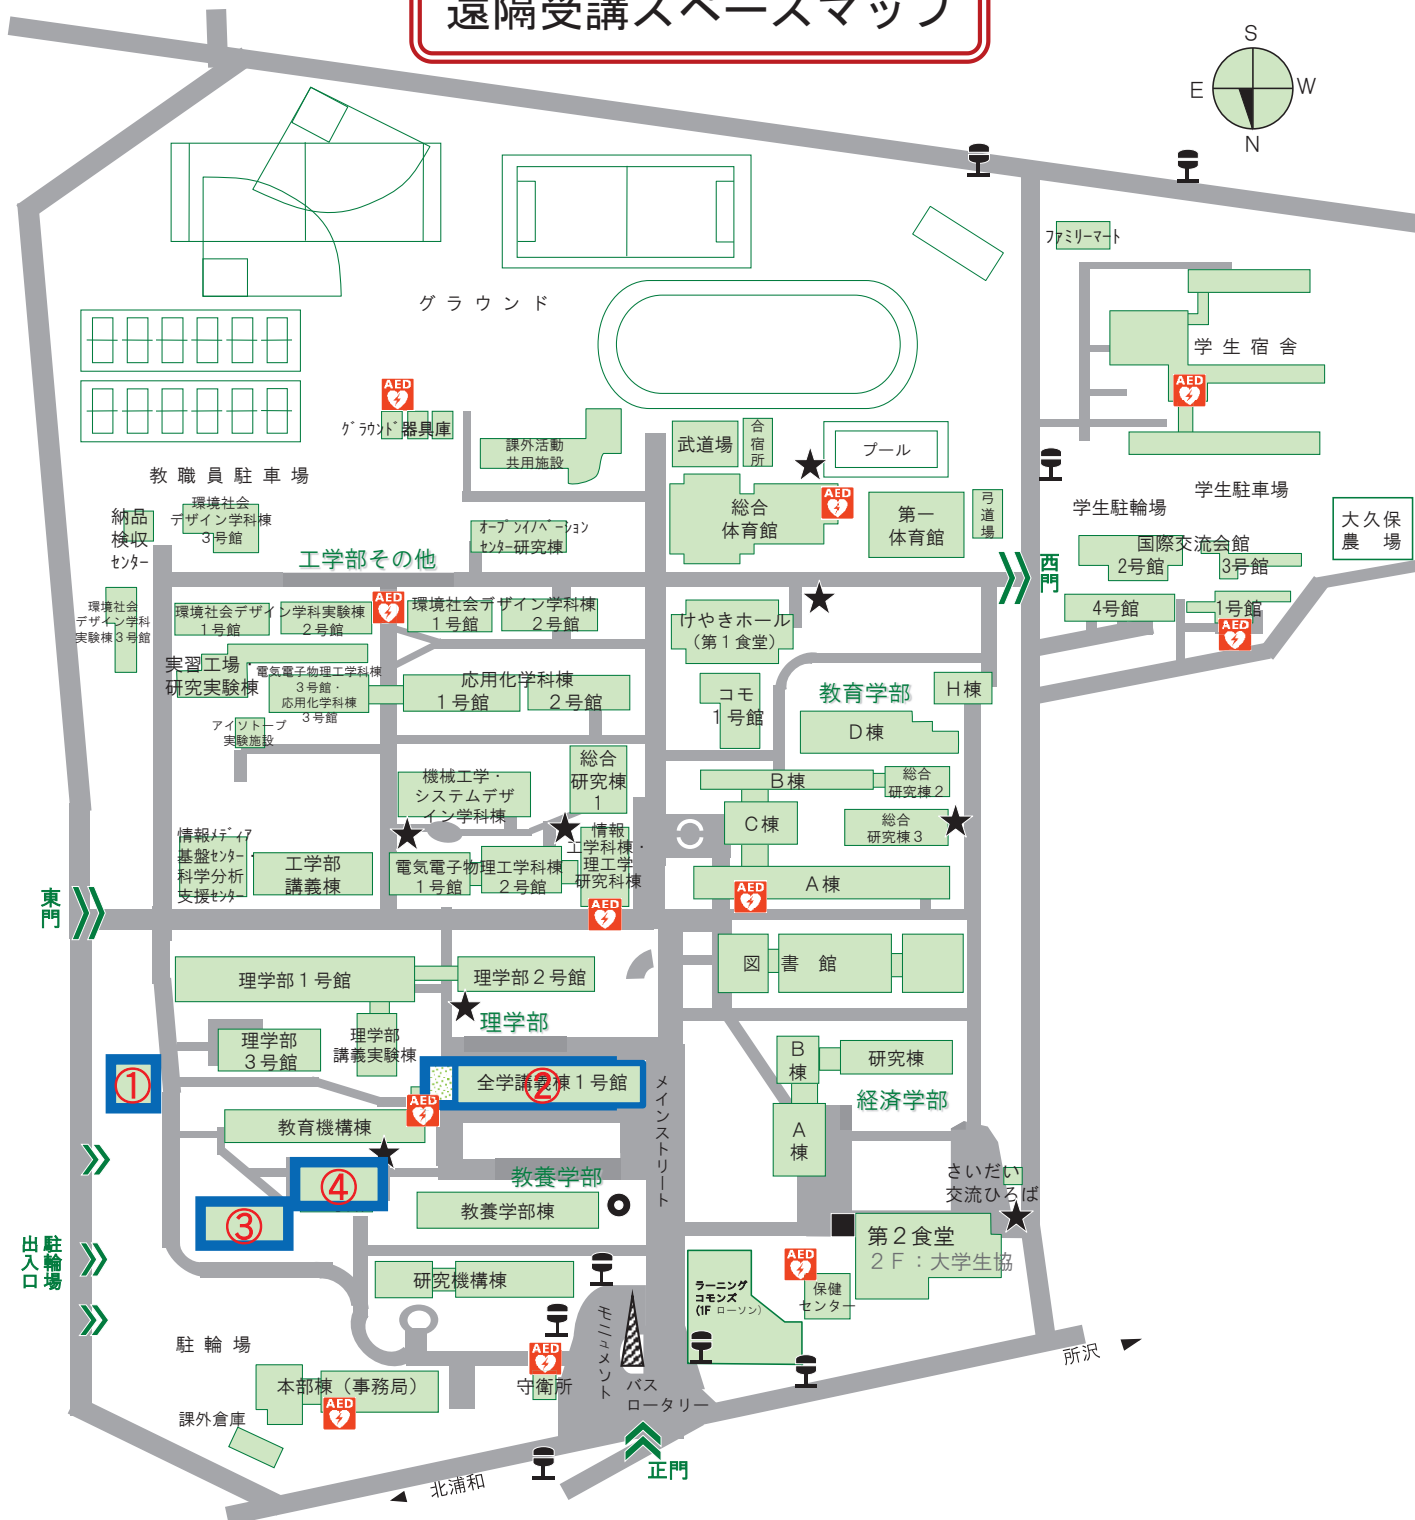 遠隔受講スペースマップ
S
E
W
N
ファミリーマート
グラウンド
学生宿舎
AED
AED
グラウンド器具庫
課外活動
共用施設
武道場
合宿所
プール
教職員駐車場
納品
検収
センター
環境社会
デザイン学科棟
3号館
オープンイノベーション
センター研究棟
総合
体育館
AED
第一
体育館
弓道場
学生駐輪場
学生駐車場
大久保
農場
工学部その他
西門
国際交流会館
2号館
3号館
4号館
1号館
AED
環境社会
デザイン学科
実験棟3号館
環境社会デザイン学科実験棟
1号館
2号館
AED
環境社会デザイン学科棟
1号館
2号館
けやきホール
(第1食堂)
実習工場・
研究実験棟
電気電子物理工学科棟
3号館・
応用化学科棟
3号館
応用化学科棟
1号館
2号館
コモ
1号館
教育学部
H棟
D棟
アイソトープ
実験施設
機械工学・
システムデザ
イン学科棟
総合
研究棟
1
B棟
総合
研究棟2
C棟
総合
研究棟3
情報メディア
基盤センター・
科学分析
支援センター
工学部
講義棟
電気電子物理工学科棟
1号館
2号館
情報
工学科棟・
理工学
研究科棟
AED
A棟
AED
東門
図書館
理学部1号館
理学部2号館
理学部
理学部
3号館
理学部
講義実験棟
①
全学講義棟1号館
②
AED
メインストリート
B棟
研究棟
経済学部
A棟
教育機構棟
④
③
教養学部
教養学部棟
さいだい
交流ひろば
第2食堂
2F:大学生協
駐輪場
出入口
研究機構棟
ラーニング
コモンズ
(1F ローソン)
AED
保健
センター
モニュメント
駐輪場
AED
守衛所
バス
ロータリー
本部棟(事務局)
AED
課外倉庫
所沢
正門
北浦和